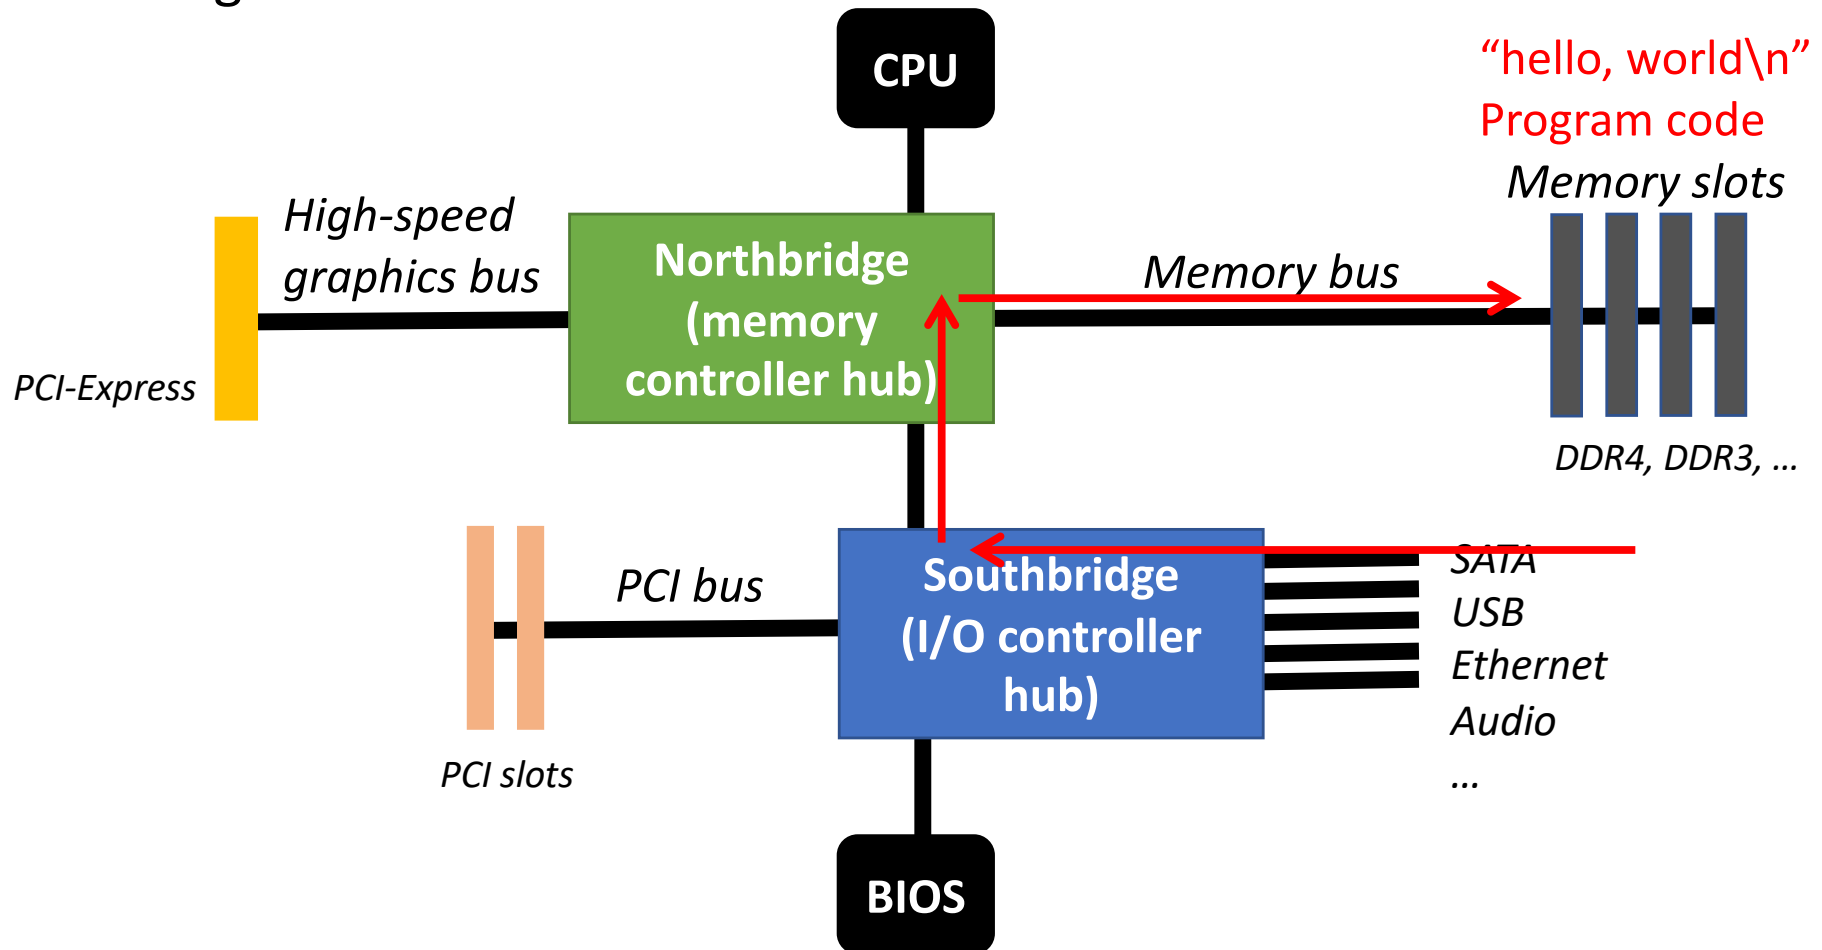 CPU
“hello, world\n”
Program code
Memory slots
High-speed
graphics bus
Northbridge
(memory
controller hub)
Memory bus
PCI-Express
DDR4, DDR3, ...
PCI bus
Southbridge
(I/O controller
hub)
SATA
USB
Ethernet
Audio
...
PCI slots
BIOS